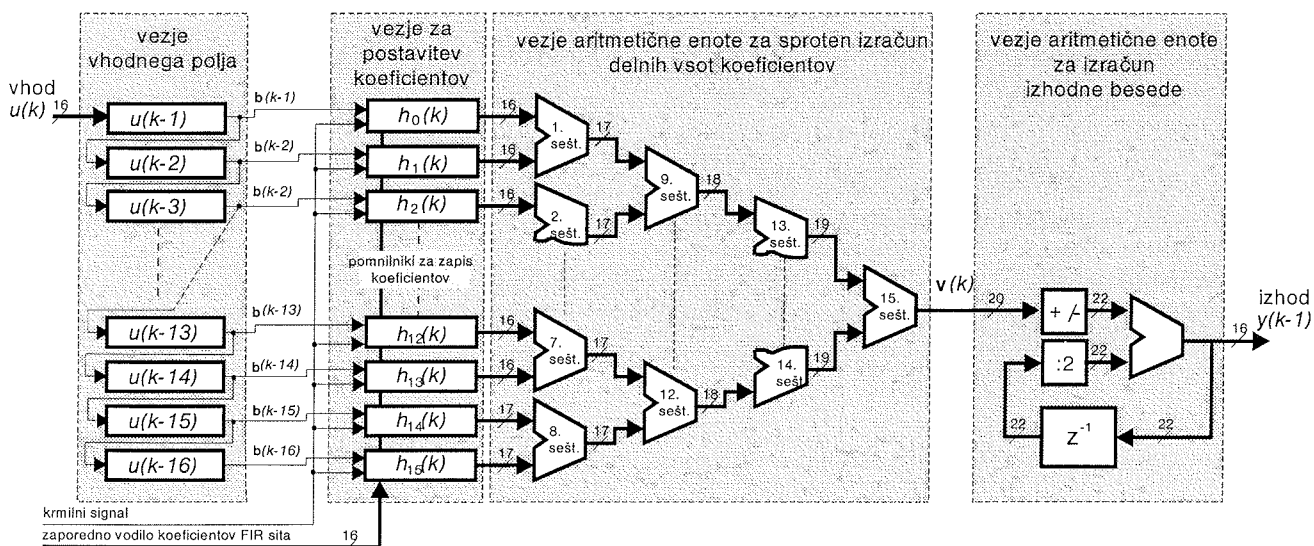 vezje
vhodnega polja
vezje za
postavitev
koeficientov
vezje aritmetične enote za sproten izračun
delnih vsot koeficientov
vezje aritmetične enote
za izračun
izhodne besede
vhod
u(k)
16
u(k-1)
b(k-1)
h0(k)
16
1.
sešt.
17
u(k-2)
b(k-2)
h1(k)
16
9.
sešt.
18
u(k-3)
b(k-2)
h2(k)
16
2.
sešt.
17
13.
sešt.
19
pomnilniki za zapis
koeficientov
15.
sešt.
v(k)
20
+ /-
22
izhod
y(k-1)
16
u(k-13)
b(k-13)
h12(k)
16
7.
sešt.
17
:2
22
u(k-14)
b(k-14)
h13(k)
16
14.
sešt
19
12.
sešt.
18
u(k-15)
b(k-15)
h14(k)
17
8.
sešt.
17
22
z-1
22
u(k-16)
b(k-16)
h15(k)
17
krmilni signal
zaporedno vodilo koeficientov FIR sita
16